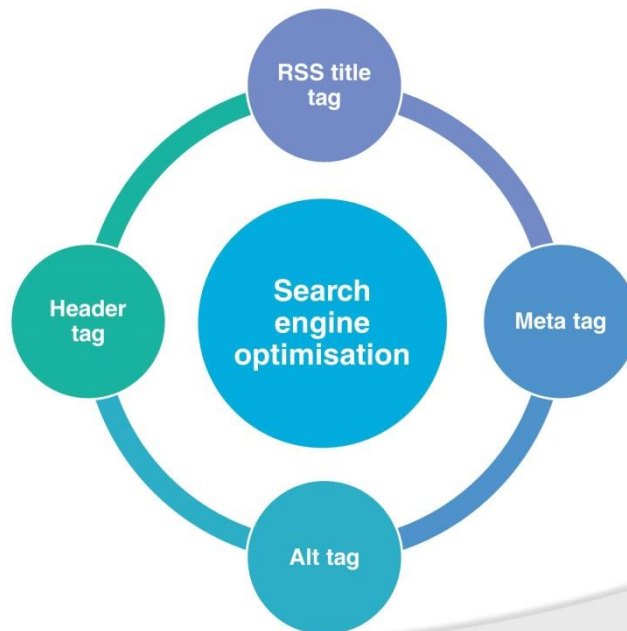 RSS title
tag
Header
tag
Search
engine
optimisation
Meta tag
Alt tag